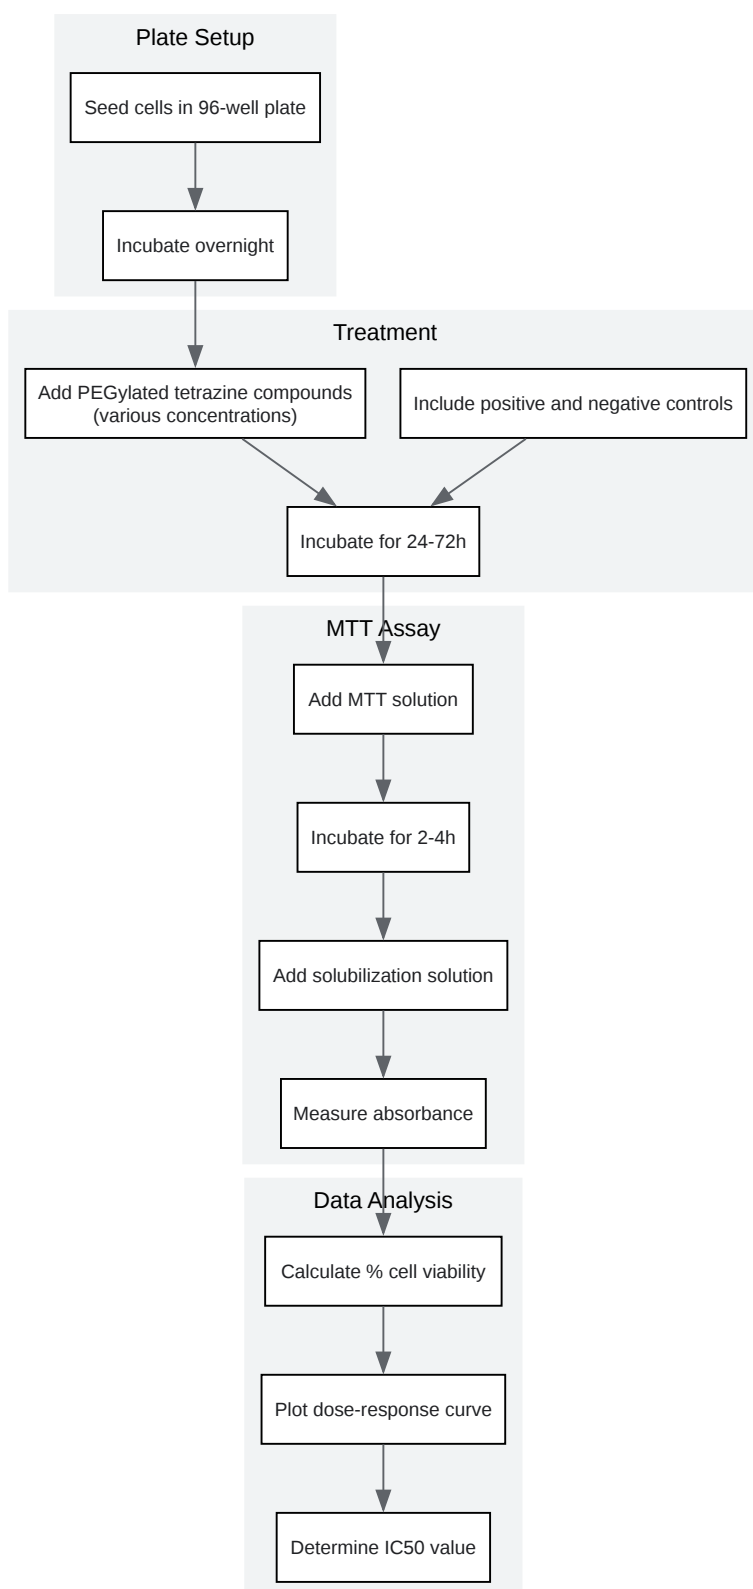 Plate Setup
Seed cells in 96-well plate
Incubate overnight
Treatment
Add PEGylated tetrazine compounds
(various concentrations)
Include positive and negative controls
Incubate for 24-72h
MTT Assay
Add MTT solution
Incubate for 2-4h
Add solubilization solution
Measure absorbance
Data Analysis
Calculate % cell viability
Plot dose-response curve
Determine IC50 value